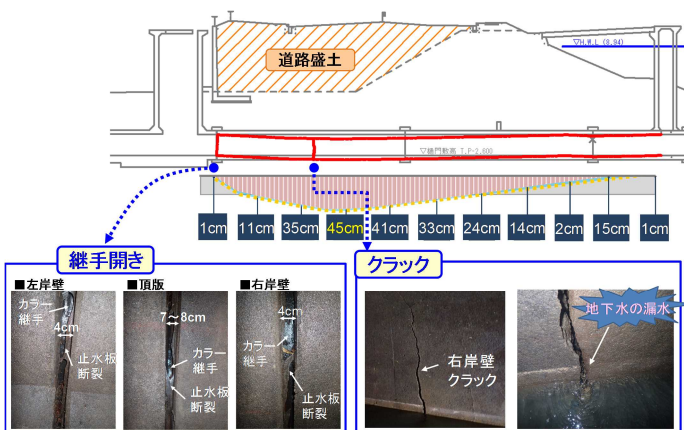 道路盛土
▽H.W.L (8.94)
▽樋門敷高 T.P-2.600
1cm
11cm
35cm
45cm
41cm
33cm
24cm
14cm
2cm
15cm
1cm
継手開き
クラック
■左岸壁
カラー
継手
4cm
止水板
断裂
■頂版
7～8cm
カラー
継手
止水板
断裂
■右岸壁
4cm
カラー
継手
止水板
断裂
右岸壁
クラック
地下水の漏水